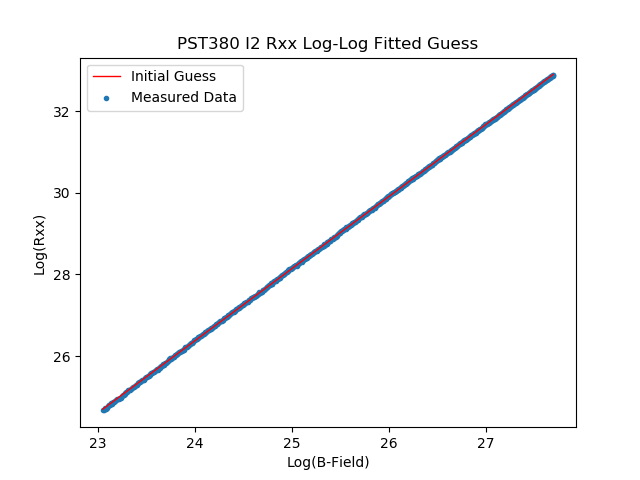 PST380 I2 Rxx Log-Log Fitted Guess
Initial Guess
Measured Data
Log(Rxx)
32
30
28
26
23 24 25 26 27
Log(B-Field)